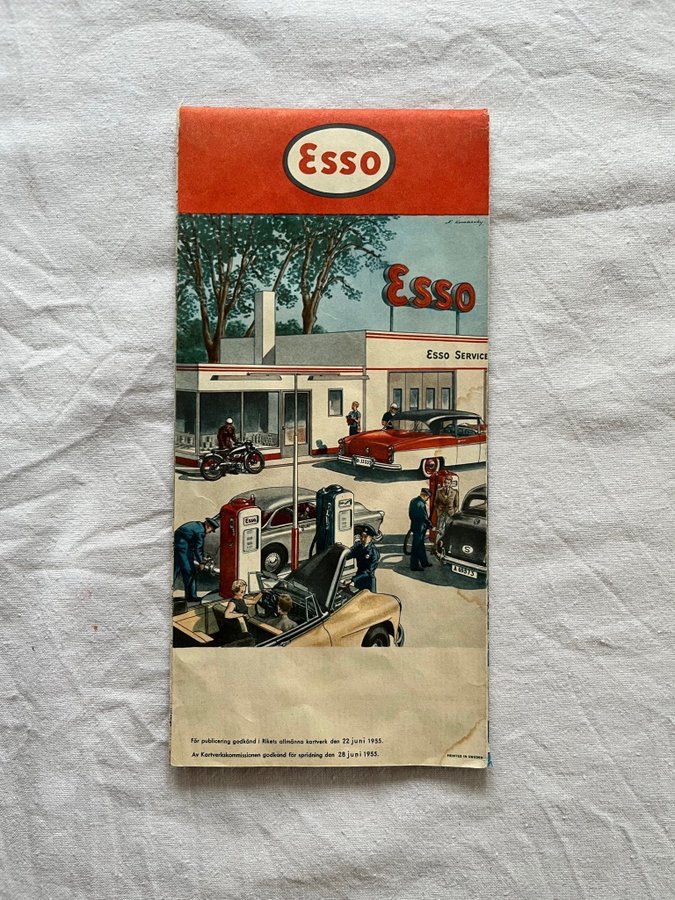 Esso
Esso
ESSO SERVICE
Esso
S
A 68573
För publicering godkänd i Rikets allmänna kartverk den 22 juni 1955.
Av Kartverkskommissionen godkänd för spridning den 28 juni 1955.
PRINTED IN SWEDEN